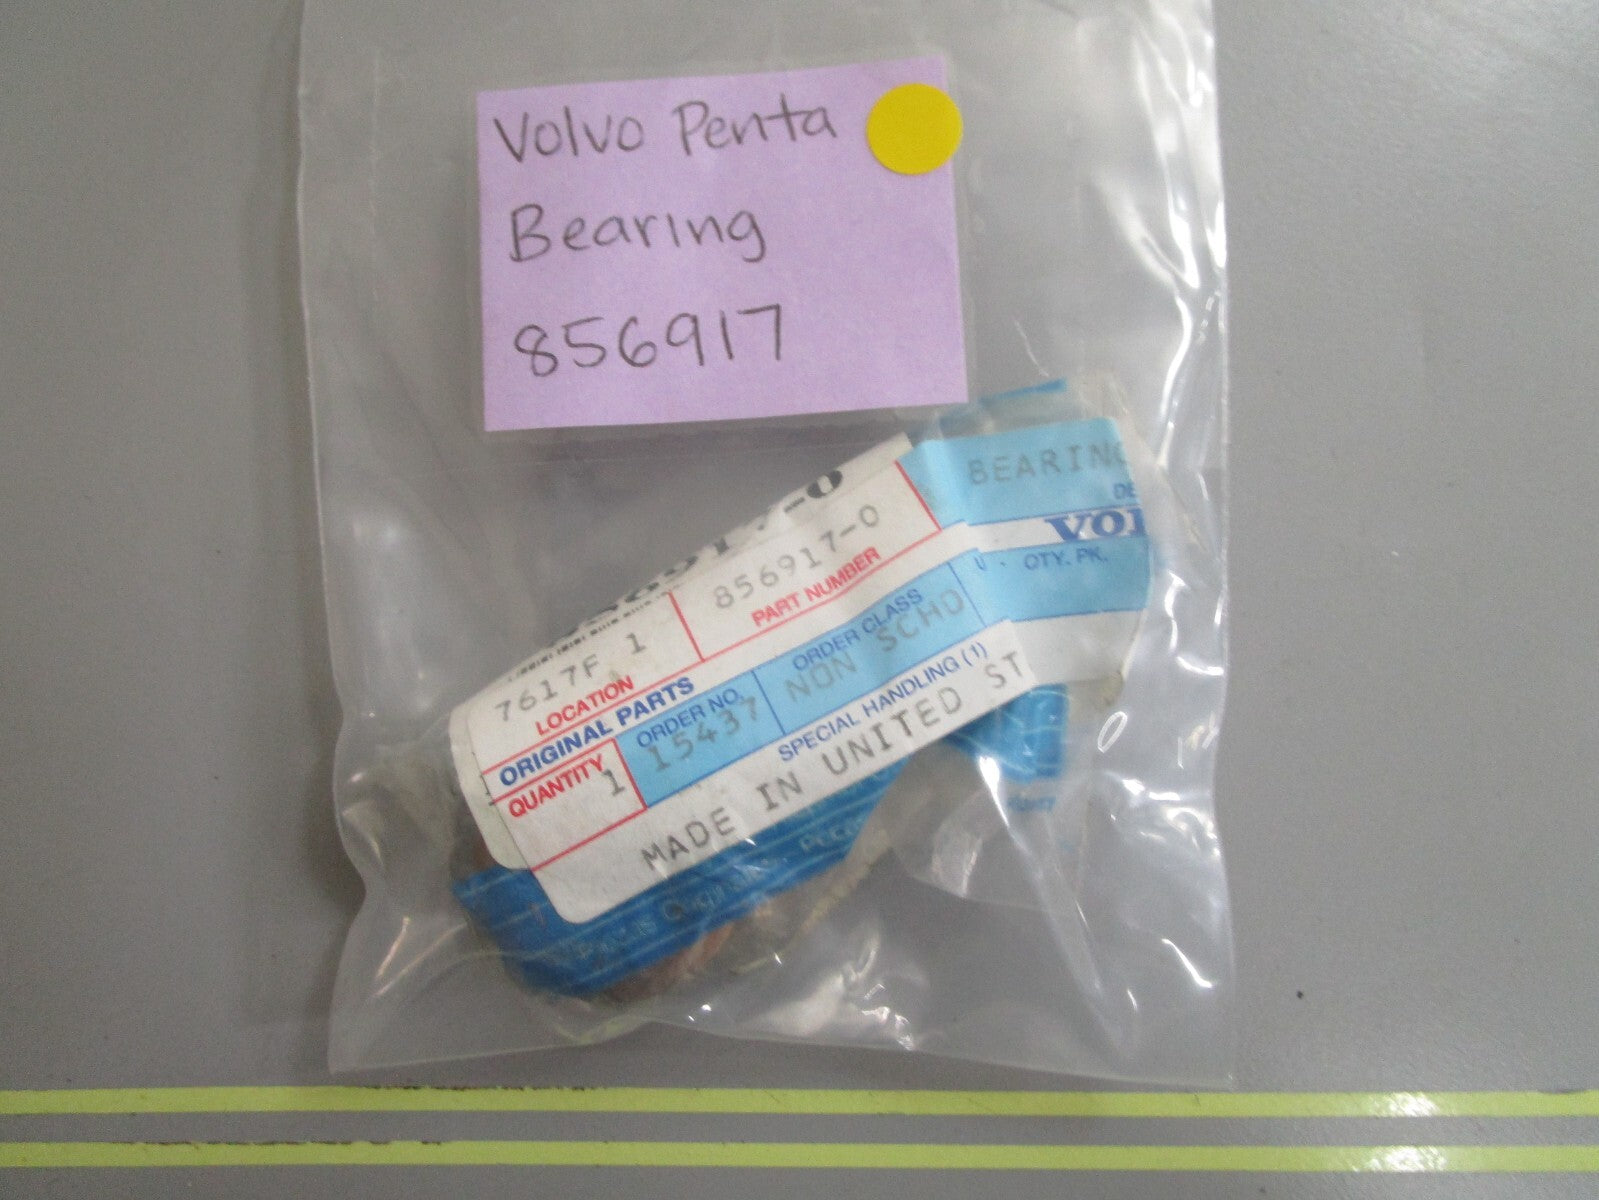 Volvo Penta
Bearing
856917
BEARING
VOL
QTY. PK.
856917-0
PART NUMBER
7617F 1
LOCATION
ORIGINAL PARTS
ORDER NO.
15437
ORDER CLASS
NON SCHD
QUANTITY
1
SPECIAL HANDLING (1)
MADE IN UNITED ST